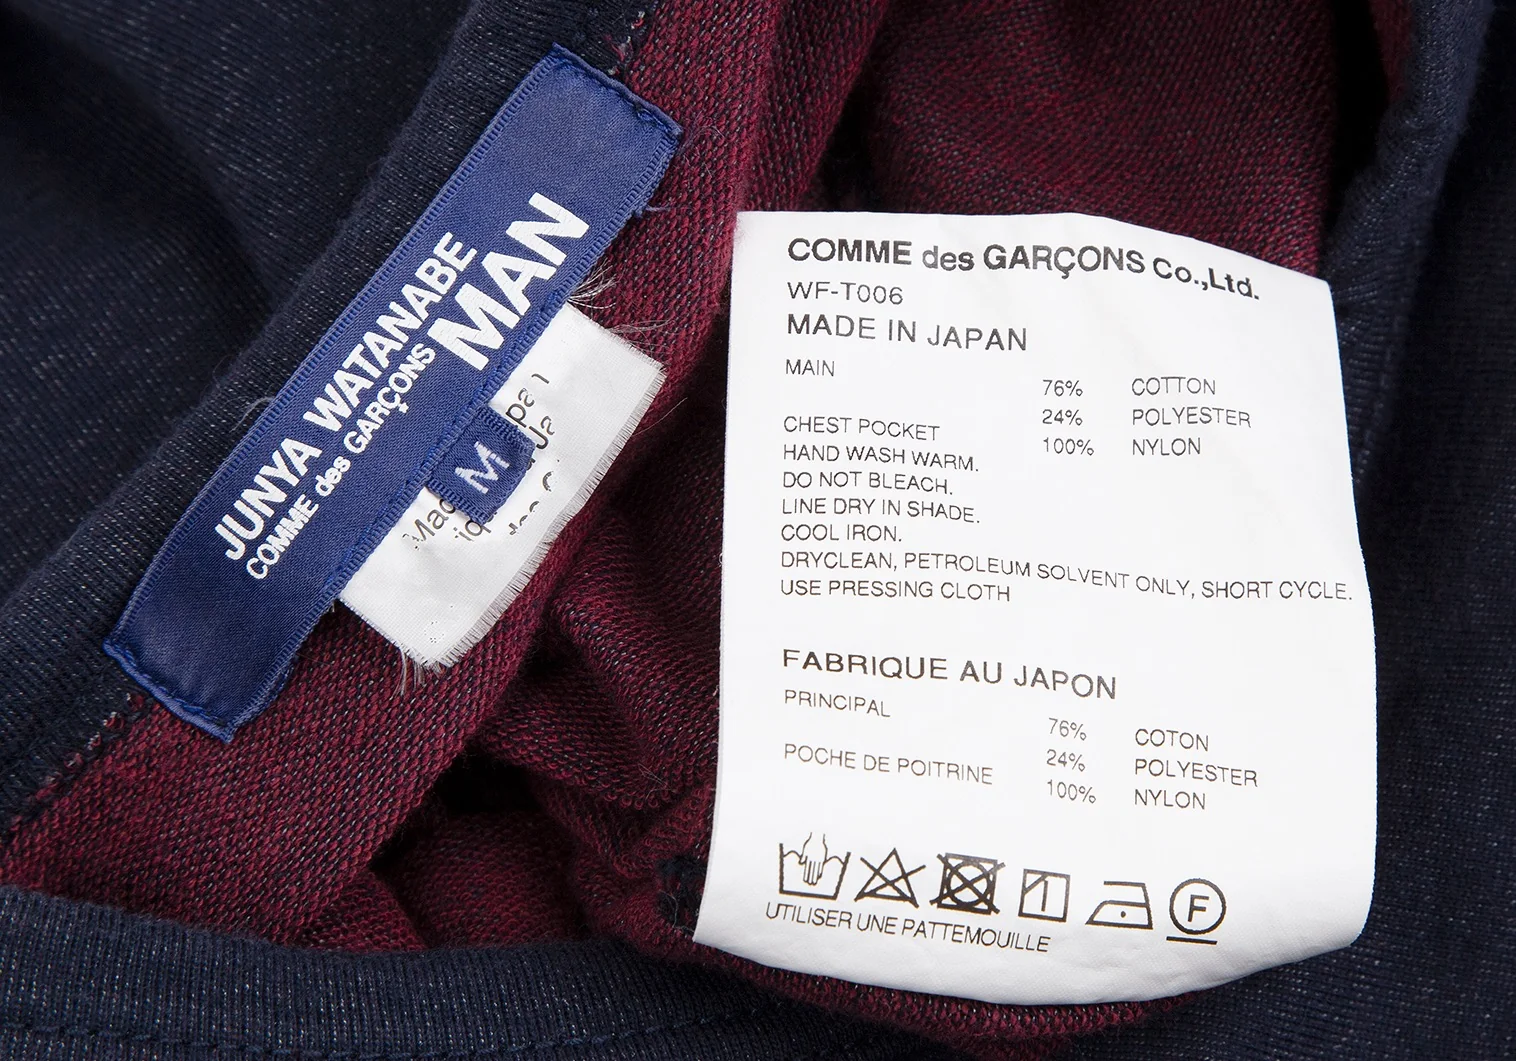 JUNYA WATANABE
COMME des GARÇONS MAN
M
COMME des GARÇONS Co.,Ltd.
WF-T006
MADE IN JAPAN
MAIN
76% COTTON
24% POLYESTER
CHEST POCKET 100% NYLON
HAND WASH WARM.
DO NOT BLEACH.
LINE DRY IN SHADE.
COOL IRON.
DRYCLEAN, PETROLEUM SOLVENT ONLY, SHORT CYCLE.
USE PRESSING CLOTH
FABRIQUE AU JAPON
PRINCIPAL
76% COTON
24% POLYESTER
POCHE DE POITRINE 100% NYLON
F
UTILISER UNE PATTEMOUILLE